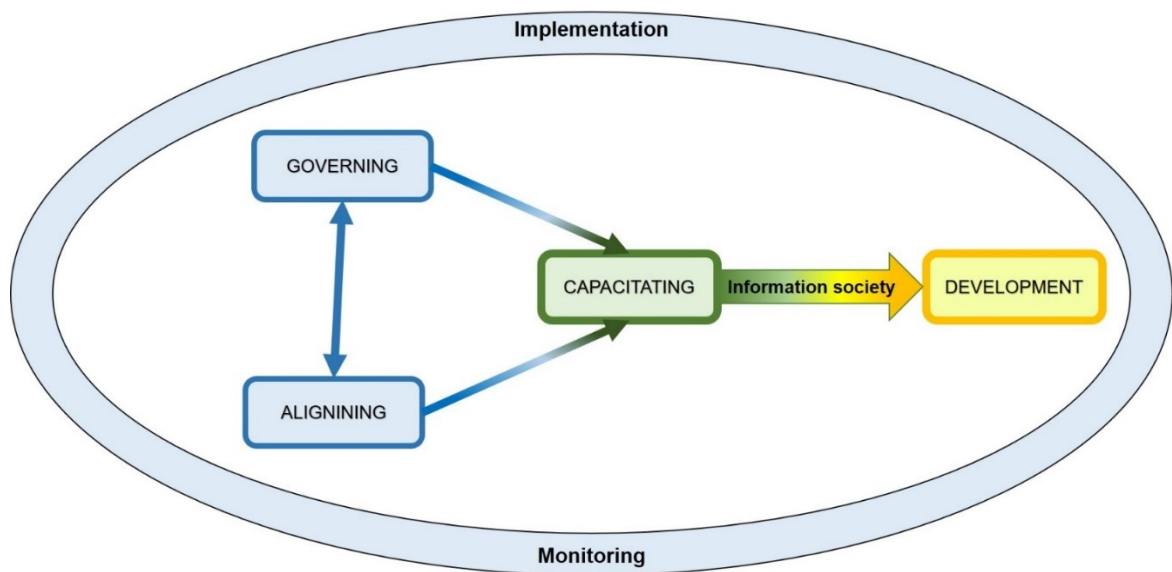 Implementation
GOVERNING
CAPACITATING
Information society
DEVELOPMENT
ALIGNINING
Monitoring